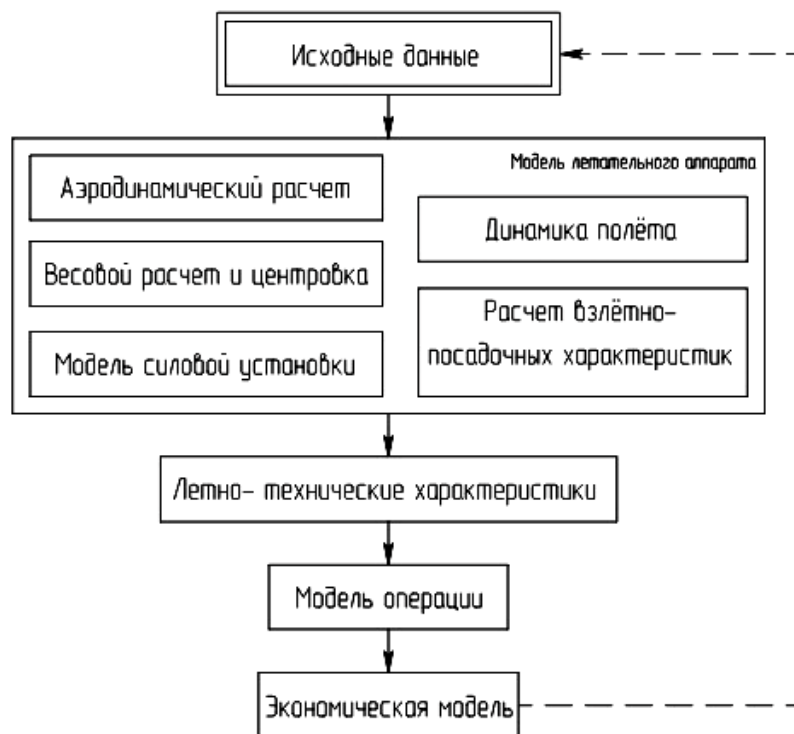 Исходные данные
Модель летательного аппарата
Аэродинамический расчет
Весовой расчет и центровка
Модель силовой установки
Динамика полёта
Расчет взлётно-
посадочных характеристик
Летно- технические характеристики
Модель операции
Экономическая модель